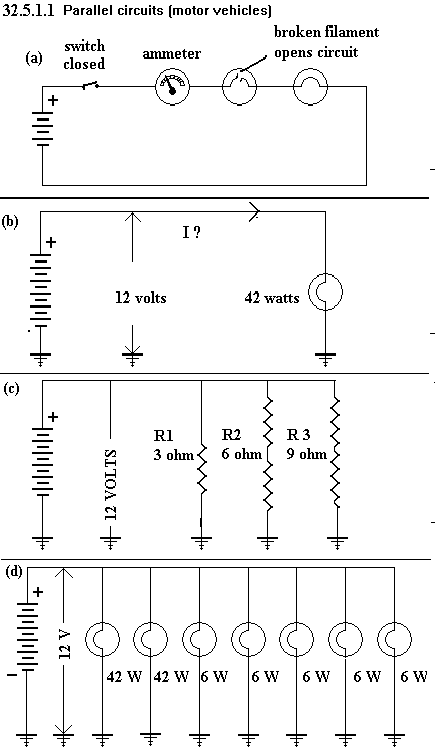 32.5.1.1 Parallel circuits (motor vehicles)
broken filament
opens circuit
switch
closed
ammeter
(a)
+
(b)
+
I ?
12 volts
42 watts
(c)
+
12 VOLTS
R1
3 ohm
R2
6 ohm
R 3
9 ohm
(d)
+
12 V
−
42 W
42 W
6 W
6 W
6 W
6 W
6 W